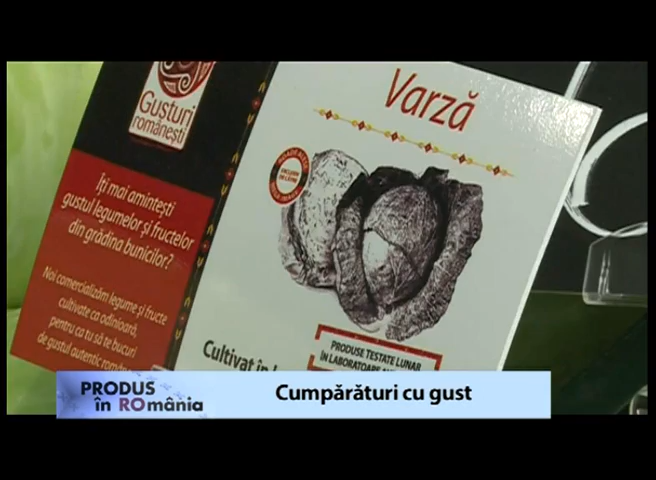 Gusturi
românești
Îți mai amintești
gustul legumelor și fructelor
din grădina bunicilor?
Noi comercializăm legume și fructe
cultivate ca odinioară,
pentru ca tu să te bucuri
de gustul autentic
Varză
Cultivat în
PRODUSE TESTATE LUNAR
ÎN LABORATOARE
PRODUS
în ROmânia
Cumpărături cu gust